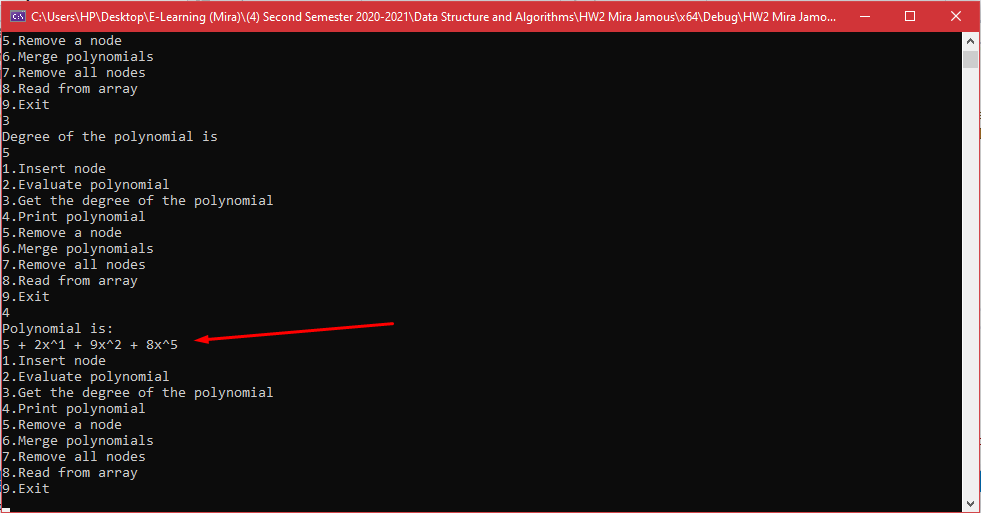 C:\Users\HP\Desktop\E-Learning (Mira)\(4) Second Semester 2020-2021\Data Structure and Algorithms\HW2 Mira Jamous\x64\Debug\HW2 Mira Jamo...
5.Remove a node
6.Merge polynomials
7.Remove all nodes
8.Read from array
9.Exit
3
Degree of the polynomial is
5
1.Insert node
2.Evaluate polynomial
3.Get the degree of the polynomial
4.Print polynomial
5.Remove a node
6.Merge polynomials
7.Remove all nodes
8.Read from array
9.Exit
4
Polynomial is:
5 + 2x^1 + 9x^2 + 8x^5
1.Insert node
2.Evaluate polynomial
3.Get the degree of the polynomial
4.Print polynomial
5.Remove a node
6.Merge polynomials
7.Remove all nodes
8.Read from array
9.Exit